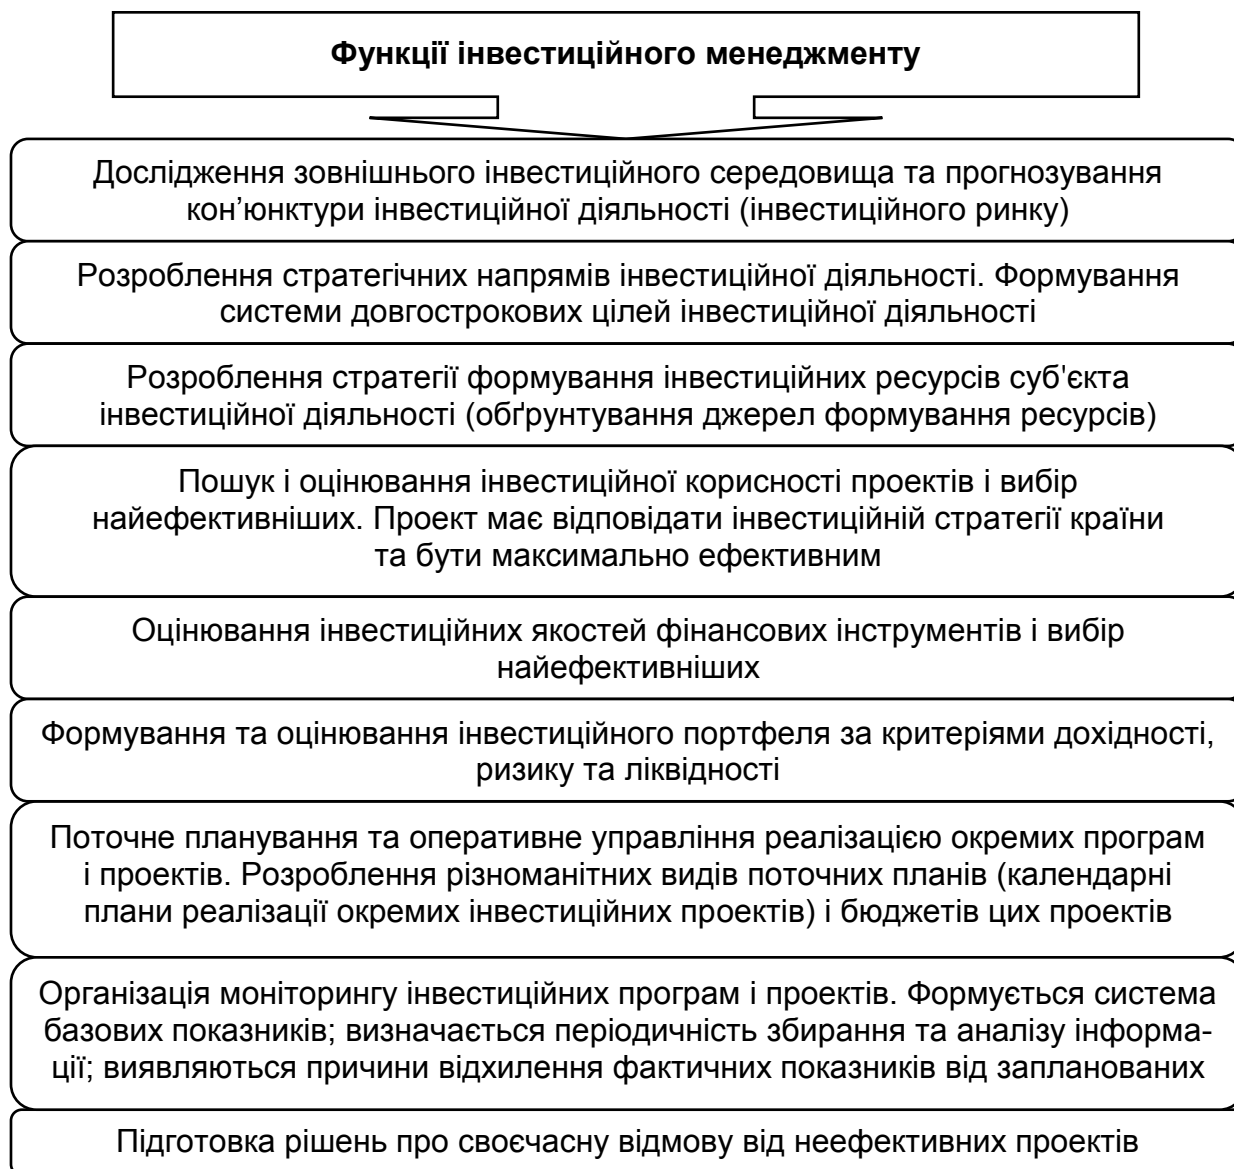 Функції інвестиційного менеджменту
Дослідження зовнішнього інвестиційного середовища та прогнозування
кон’юнктури інвестиційної діяльності (інвестиційного ринку)
Розроблення стратегічних напрямів інвестиційної діяльності. Формування
системи довгострокових цілей інвестиційної діяльності
Розроблення стратегії формування інвестиційних ресурсів суб'єкта
інвестиційної діяльності (обґрунтування джерел формування ресурсів)
Пошук і оцінювання інвестиційної корисності проектів і вибір
найефективніших. Проект має відповідати інвестиційній стратегії країни
та бути максимально ефективним
Оцінювання інвестиційних якостей фінансових інструментів і вибір
найефективніших
Формування та оцінювання інвестиційного портфеля за критеріями дохідності,
ризику та ліквідності
Поточне планування та оперативне управління реалізацією окремих програм
і проектів. Розроблення різноманітних видів поточних планів (календарні
плани реалізації окремих інвестиційних проектів) і бюджетів цих проектів
Організація моніторингу інвестиційних програм і проектів. Формується система
базових показників; визначається періодичність збирання та аналізу інформа-
ції; виявляються причини відхилення фактичних показників від запланованих
Підготовка рішень про своєчасну відмову від неефективних проектів